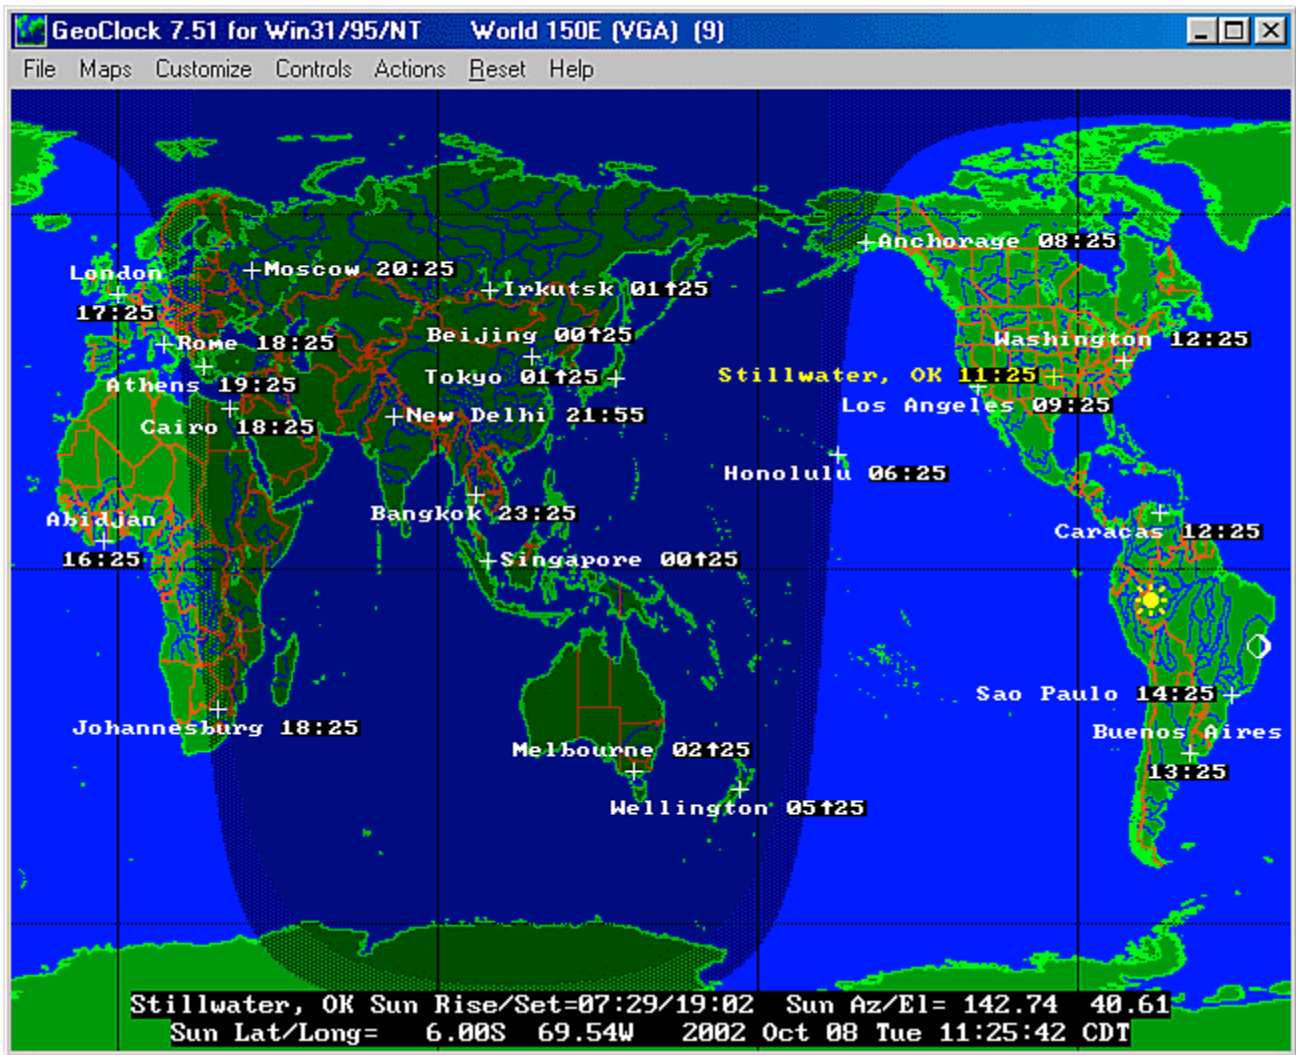 GeoClock 7.51 for Win31/95/NT World 150E (VGA) (9)
File Maps Customize Controls Actions Reset Help
Anchorage 08:25
London
17:25
Moscow 20:25
Irkutsk 01↑25
Beijing 00↑25
Rome 18:25
Washington 12:25
Athens 19:25
Tokyo 01↑25
Stillwater, OK 11:25
Cairo 18:25
New Delhi 21:55
Los Angeles 09:25
Honolulu 06:25
Abidjan
16:25
Bangkok 23:25
Caracas 12:25
Singapore 00↑25
Sao Paulo 14:25
Johannesburg 18:25
Melbourne 02↑25
Buenos Aires
13:25
Wellington 05↑25
Stillwater, OK Sun Rise/Set=07:29/19:02 Sun Az/El= 142.74 40.61
Sun Lat/Long= 6.00S 69.54W 2002 Oct 08 Tue 11:25:42 CDT